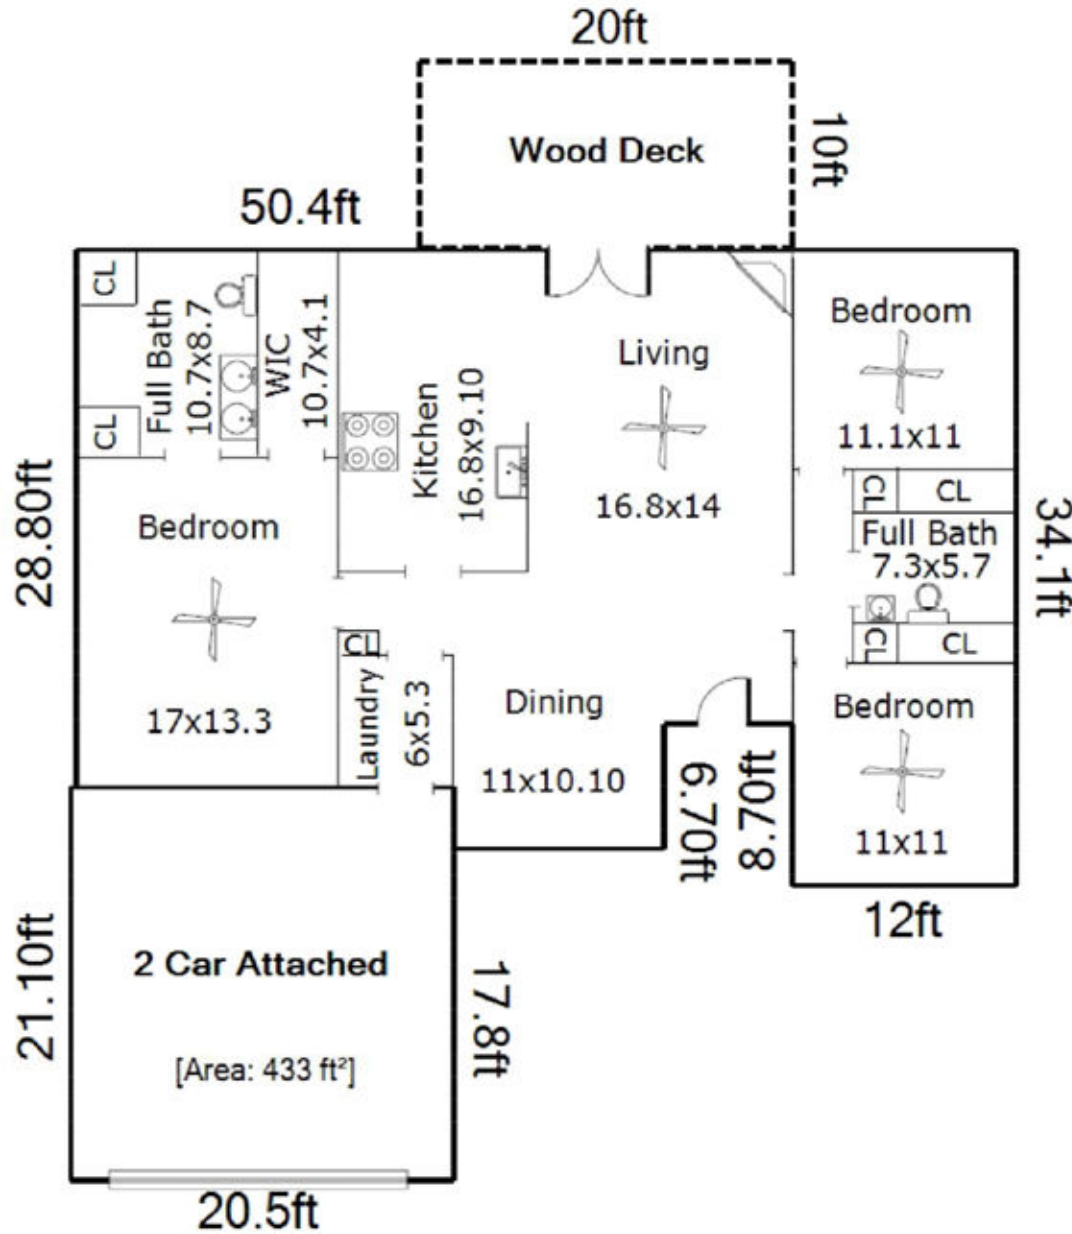 20ft
Wood Deck
10ft
50.4ft
CL
Full Bath
10.7x8.7
WIC
10.7x4.1
CL
Kitchen
16.8x9.10
Living
16.8x14
Bedroom
11.1x11
CL
CL
Full Bath
7.3x5.7
CL
CL
34.1ft
28.80ft
Bedroom
17x13.3
CL
Laundry
6x5.3
Dining
11x10.10
6.70ft
8.70ft
Bedroom
11x11
12ft
21.10ft
2 Car Attached
[Area: 433 ft²]
17.8ft
20.5ft